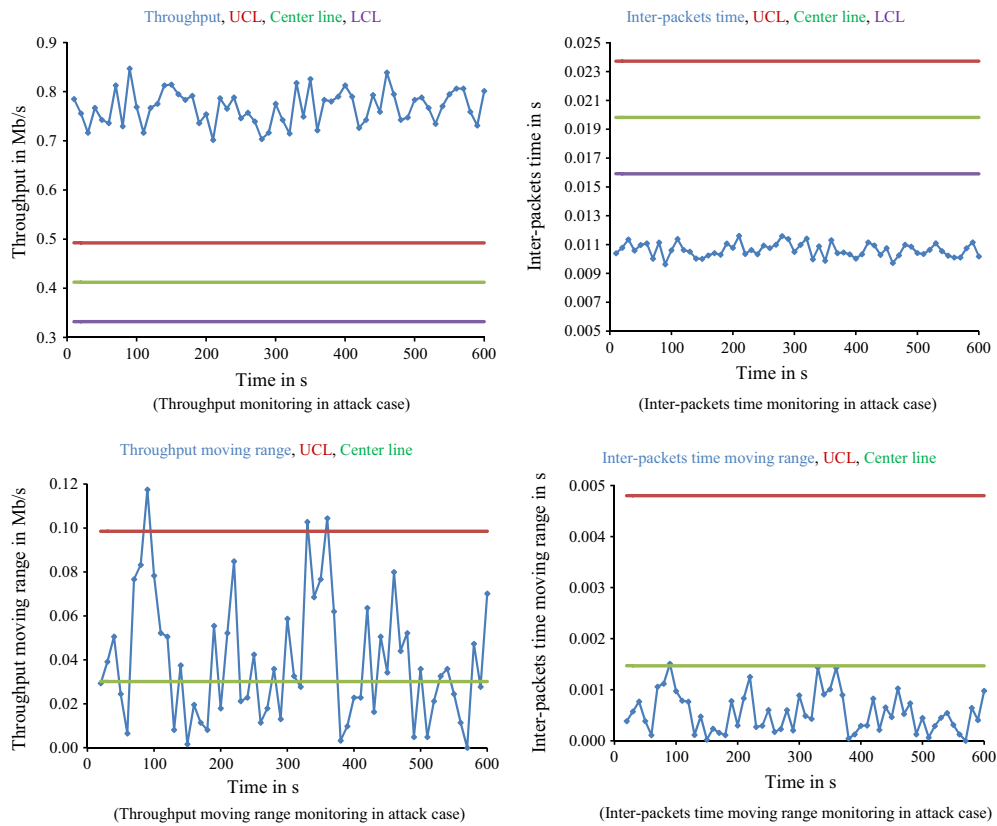 Throughput, UCL, Center line, LCL
0.9
0.8
0.7
0.6
0.5
0.4
0.3
Throughput in Mb/s
0 100 200 300 400 500 600
Time in s
(Throughput monitoring in attack case)
Inter-packets time, UCL, Center line, LCL
0.025
0.023
0.021
0.019
0.017
0.015
0.013
0.011
0.009
0.007
0.005
Inter-packets time in s
0 100 200 300 400 500 600
Time in s
(Inter-packets time monitoring in attack case)
Throughput moving range, UCL, Center line
0.12
0.10
0.08
0.06
0.04
0.02
0.00
Throughput moving range in Mb/s
0 100 200 300 400 500 600
Time in s
(Throughput moving range monitoring in attack case)
Inter-packets time moving range, UCL, Center line
0.005
0.004
0.003
0.002
0.001
0.000
Inter-packets time moving range in s
0 100 200 300 400 500 600
Time in s
(Inter-packets time moving range monitoring in attack case)